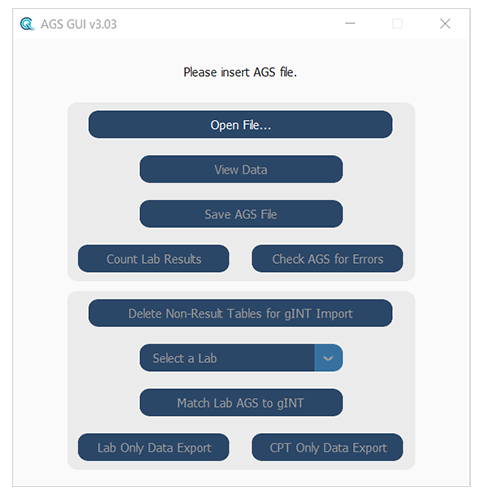 AGS GUI v3.03
Please insert AGS file.
Open File...
View Data
Save AGS File
Count Lab Results Check AGS for Errors
Delete Non-Result Tables for gINT Import
Select a Lab
Match Lab AGS to gINT
Lab Only Data Export CPT Only Data Export